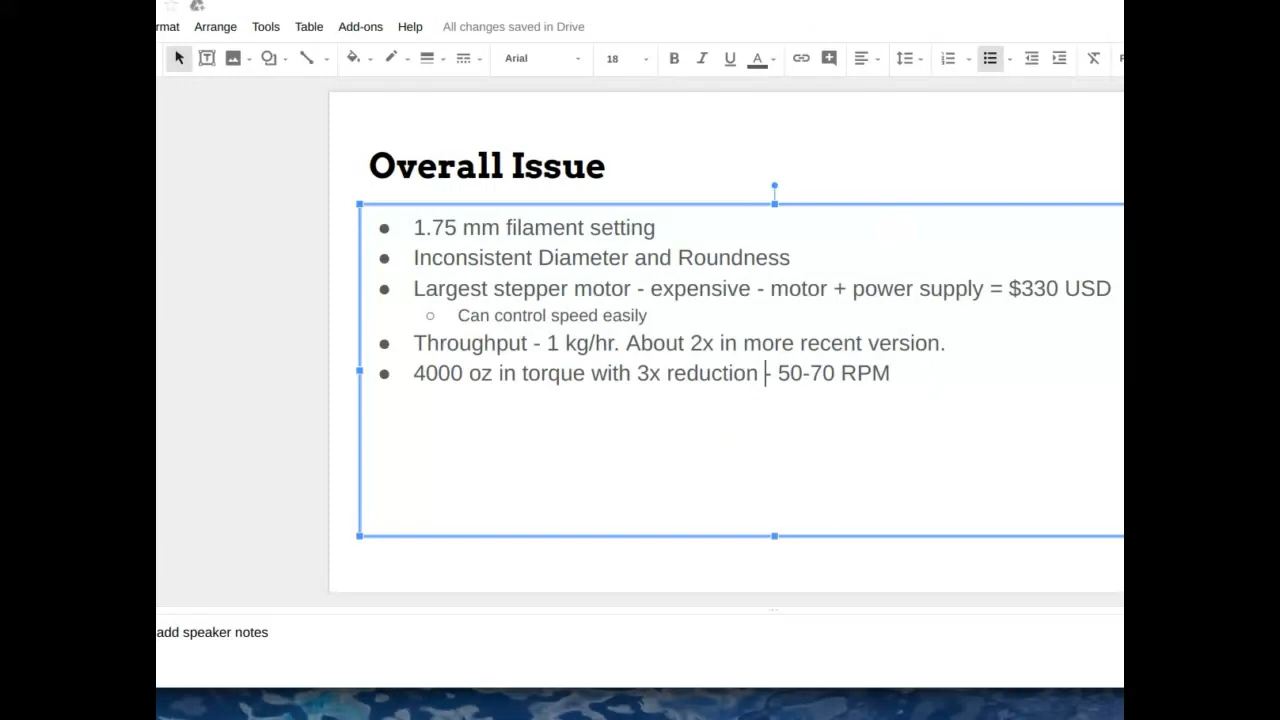 rmat Arrange Tools Table Add-ons Help All changes saved in Drive
Arial 18 B I U A
Overall Issue
● 1.75 mm filament setting
● Inconsistent Diameter and Roundness
● Largest stepper motor - expensive - motor + power supply = $330 USD
○ Can control speed easily
● Throughput - 1 kg/hr. About 2x in more recent version.
● 4000 oz in torque with 3x reduction - 50-70 RPM
add speaker notes